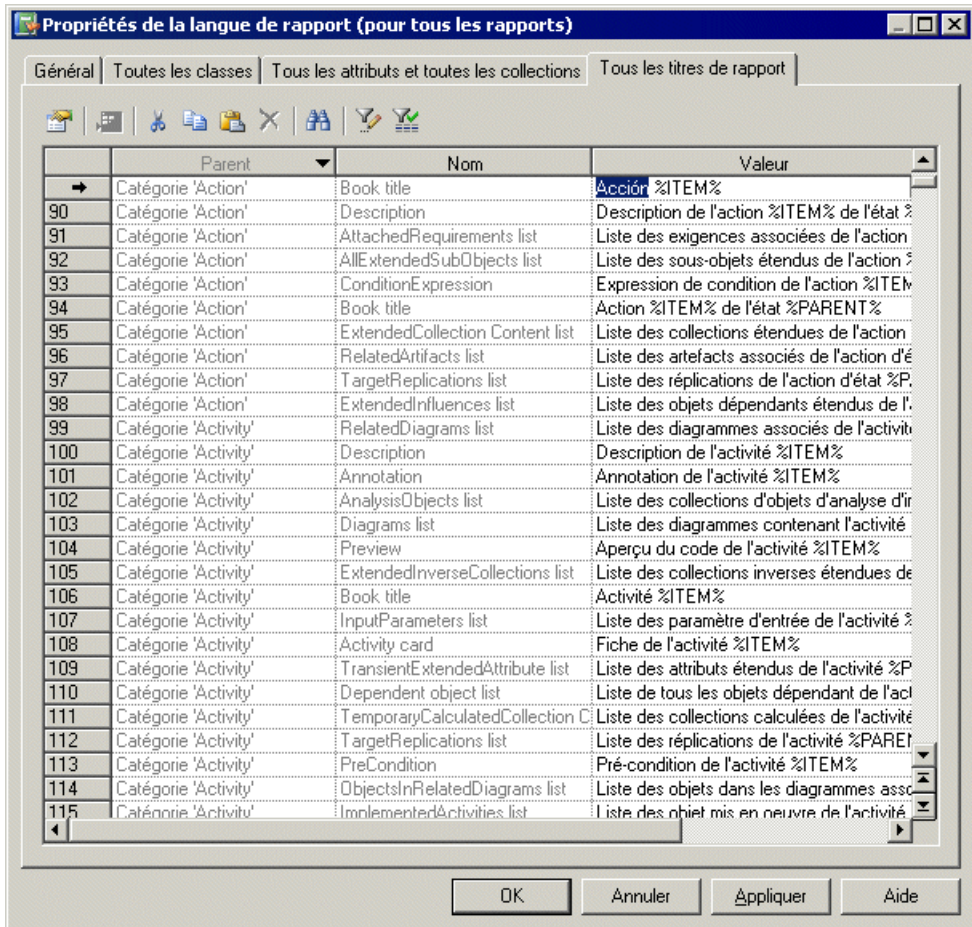 Propriétés de la langue de rapport (pour tous les rapports)
Général Toutes les classes Tous les attributs et toutes les collections Tous les titres de rapport
Parent Nom Valeur
Catégorie 'Action' Book title Acción %ITEM%
90 Catégorie 'Action' Description Description de l'action %ITEM% de l'état
91 Catégorie 'Action' AttachedRequirements list Liste des exigences associées de l'action
92 Catégorie 'Action' AllExtendedSubObjects list Liste des sous-objets étendus de l'action
93 Catégorie 'Action' ConditionExpression Expression de condition de l'action %ITEM
94 Catégorie 'Action' Book title Action %ITEM% de l'état %PARENT%
95 Catégorie 'Action' ExtendedCollection Content list Liste des collections étendues de l'action
96 Catégorie 'Action' RelatedArtifacts list Liste des artefacts associés de l'action d'é
97 Catégorie 'Action' TargetReplications list Liste des réplications de l'action d'état %P
98 Catégorie 'Action' ExtendedInfluences list Liste des objets dépendants étendus de l'
99 Catégorie 'Activity' RelatedDiagrams list Liste des diagrammes associés de l'activit
100 Catégorie 'Activity' Description Description de l'activité %ITEM%
101 Catégorie 'Activity' Annotation Annotation de l'activité %ITEM%
102 Catégorie 'Activity' AnalysisObjects list Liste des collections d'objets d'analyse d'i
103 Catégorie 'Activity' Diagrams list Liste des diagrammes contenant l'activité
104 Catégorie 'Activity' Preview Aperçu du code de l'activité %ITEM%
105 Catégorie 'Activity' ExtendedInverseCollections list Liste des collections inverses étendues de
106 Catégorie 'Activity' Book title Activité %ITEM%
107 Catégorie 'Activity' InputParameters list Liste des paramètre d'entrée de l'activité
108 Catégorie 'Activity' Activity card Fiche de l'activité %ITEM%
109 Catégorie 'Activity' TransientExtendedAttribute list Liste des attributs étendus de l'activité %P
110 Catégorie 'Activity' Dependent object list Liste de tous les objets dépendant de l'act
111 Catégorie 'Activity' TemporaryCalculatedCollection C Liste des collections calculées de l'activité
112 Catégorie 'Activity' TargetReplications list Liste des réplications de l'activité %PAREN
113 Catégorie 'Activity' PreCondition Pré-condition de l'activité %ITEM%
114 Catégorie 'Activity' ObjectsInRelatedDiagrams list Liste des objets dans les diagrammes asso
115 Catégorie 'Activity' ImplementedActivities list Liste des objet mis en oeuvre de l'activité
OK Annuler Appliquer Aide